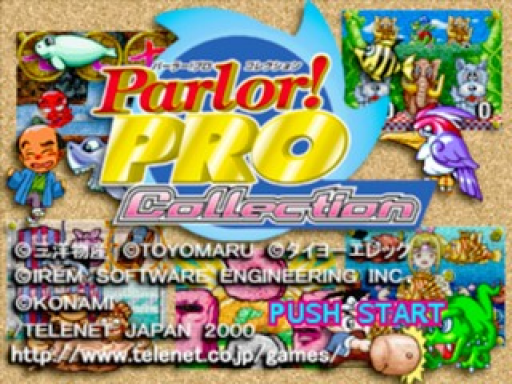 パーラー!プロ コレクション
Parlor!
PRO
Collection
©三洋物産 ©TOYOMARU ©タイヨーエレック
©IREM SOFTWARE ENGINEERING INC.
©KONAMI
PUSH START
/TELENET JAPAN 2000
http://www.telenet.co.jp/games/